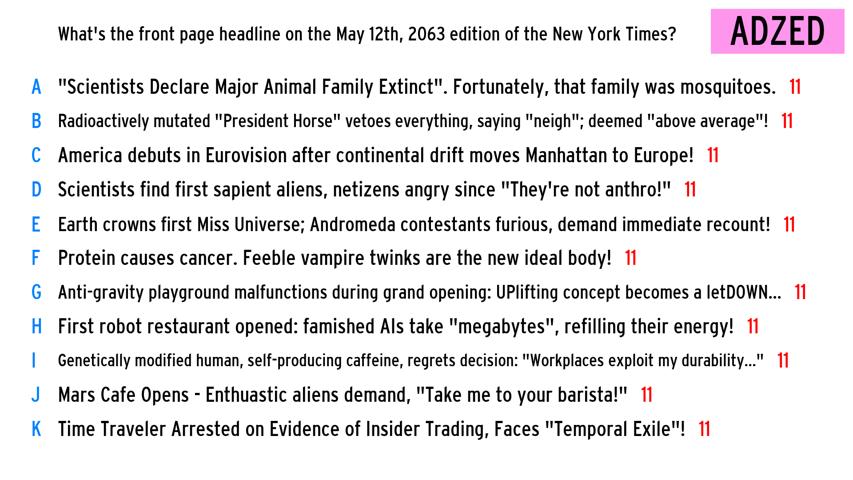 What's the front page headline on the May 12th, 2063 edition of the New York Times?
ADZED
A "Scientists Declare Major Animal Family Extinct". Fortunately, that family was mosquitoes. 11
B Radioactively mutated "President Horse" vetoes everything, saying "neigh"; deemed "above average"! 11
C America debuts in Eurovision after continental drift moves Manhattan to Europe! 11
D Scientists find first sapient aliens, netizens angry since "They're not anthro!" 11
E Earth crowns first Miss Universe; Andromeda contestants furious, demand immediate recount! 11
F Protein causes cancer. Feeble vampire twinks are the new ideal body! 11
G Anti-gravity playground malfunctions during grand opening: UPlifting concept becomes a letDOWN... 11
H First robot restaurant opened: famished AIs take "megabytes", refilling their energy! 11
I Genetically modified human, self-producing caffeine, regrets decision: "Workplaces exploit my durability..." 11
J Mars Cafe Opens - Enthuastic aliens demand, "Take me to your barista!" 11
K Time Traveler Arrested on Evidence of Insider Trading, Faces "Temporal Exile"! 11